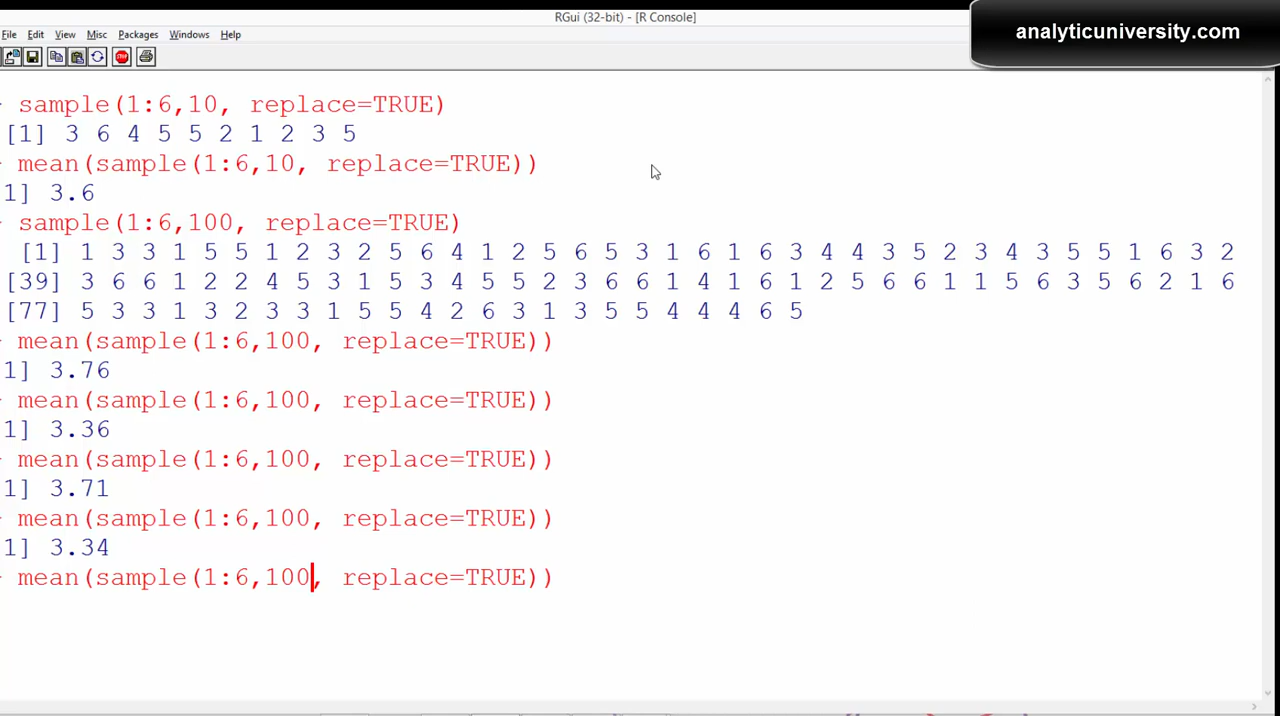 RGui (32-bit) - [R Console]
analyticuniversity.com
File Edit View Misc Packages Windows Help
STOP
sample(1:6,10, replace=TRUE)
[1] 3 6 4 5 5 2 1 2 3 5
mean(sample(1:6,10, replace=TRUE))
1] 3.6
sample(1:6,100, replace=TRUE)
[1] 1 3 3 1 5 5 1 2 3 2 5 6 4 1 2 5 6 5 3 1 6 1 6 3 4 4 3 5 2 3 4 3 5 5 1 6 3 2
[39] 3 6 6 1 2 2 4 5 3 1 5 3 4 5 5 2 3 6 6 1 4 1 6 1 2 5 6 6 1 1 5 6 3 5 6 2 1 6
[77] 5 3 3 1 3 2 3 3 1 5 5 4 2 6 3 1 3 5 5 4 4 4 6 5
mean(sample(1:6,100, replace=TRUE))
1] 3.76
mean(sample(1:6,100, replace=TRUE))
1] 3.36
mean(sample(1:6,100, replace=TRUE))
1] 3.71
mean(sample(1:6,100, replace=TRUE))
1] 3.34
mean(sample(1:6,100, replace=TRUE))